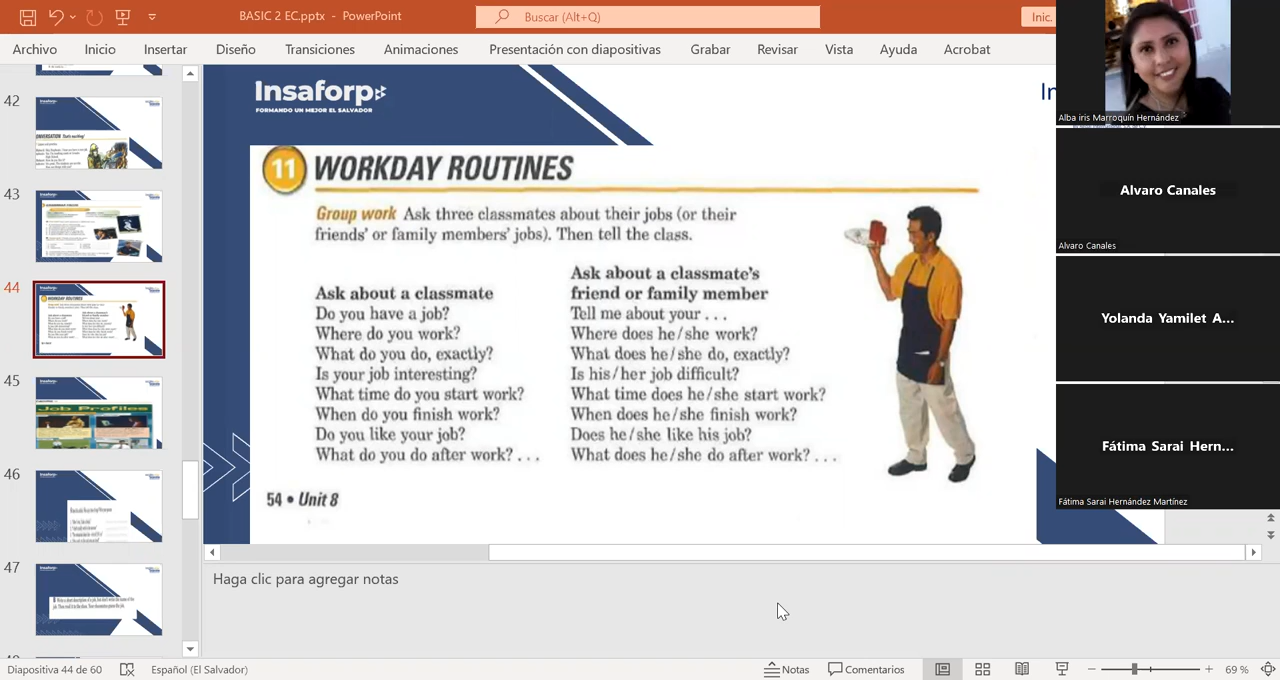 BASIC 2 EC.pptx - PowerPoint
Buscar (Alt+Q)
Inic.
Archivo Inicio Insertar Diseño Transiciones Animaciones Presentación con diapositivas Grabar Revisar Vista Ayuda Acrobat
42
43
44
45
Job Profiles
46
47
Insaforp
FORMANDO UN MEJOR EL SALVADOR
11 WORKDAY ROUTINES
Group work Ask three classmates about their jobs (or their
friends' or family members' jobs). Then tell the class.
Ask about a classmate
Do you have a job?
Where do you work?
What do you do, exactly?
Is your job interesting?
What time do you start work?
When do you finish work?
Do you like your job?
What do you do after work? . . .
Ask about a classmate's
friend or family member
Tell me about your . . .
Where does he/she work?
What does he/she do, exactly?
Is his/her job difficult?
What time does he/she start work?
When does he/she finish work?
Does he/she like his job?
What does he/she do after work? . . .
54 • Unit 8
Alba iris Marroquín Hernández
Alvaro Canales
Alvaro Canales
Yolanda Yamilet A...
Fátima Sarai Hern...
Fátima Sarai Hernández Martínez
Haga clic para agregar notas
Diapositiva 44 de 60 Español (El Salvador) Notas Comentarios 69 %